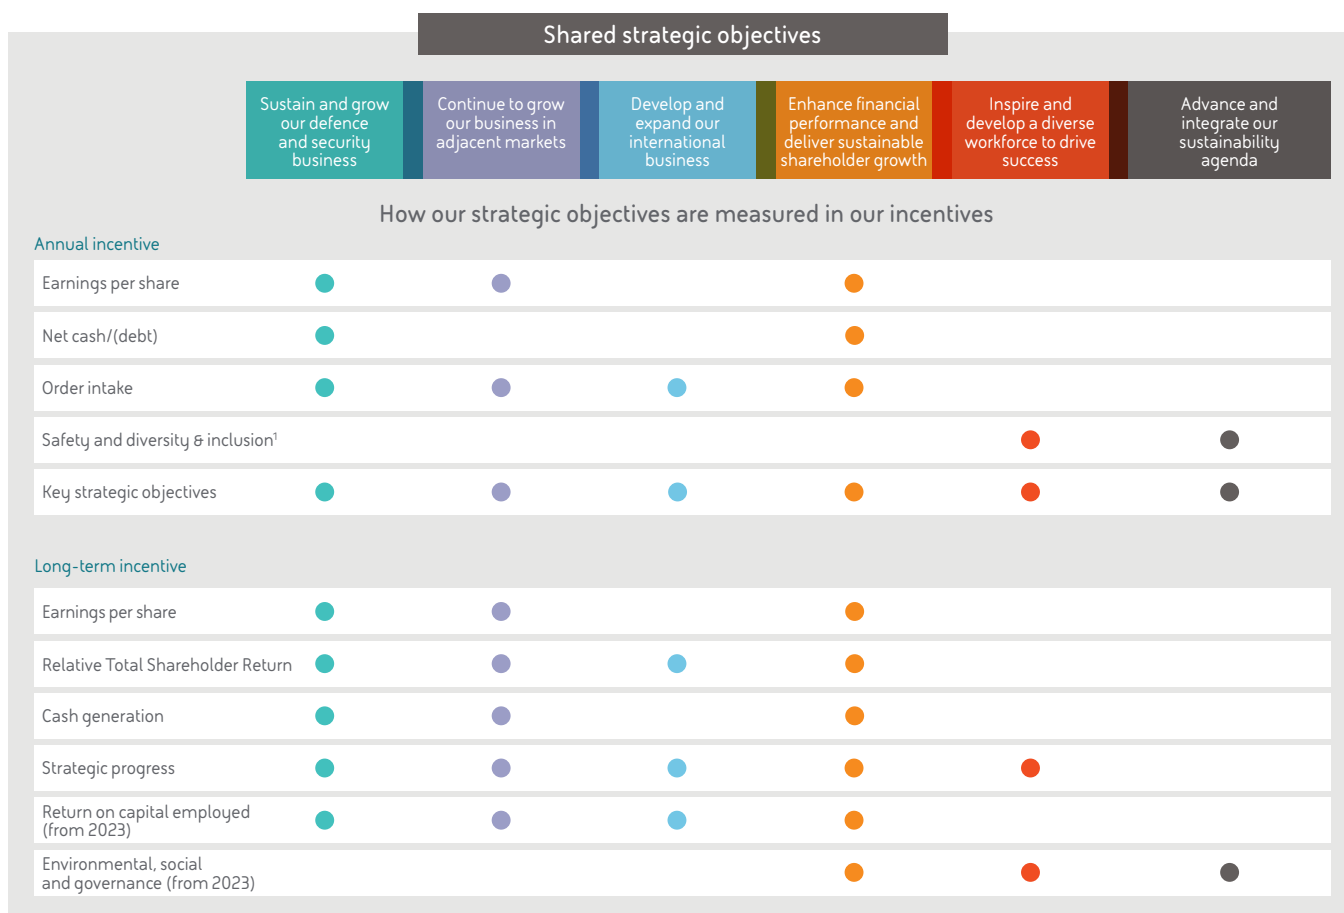 Shared strategic objectives
Sustain and grow
our defence
and security
business
Continue to grow
our business in
adjacent markets
Develop and
expand our
international
business
Enhance financial
performance and
deliver sustainable
shareholder growth
Inspire and
develop a diverse
workforce to drive
success
Advance and
integrate our
sustainability
agenda
How our strategic objectives are measured in our incentives
Annual incentive
Earnings per share
Net cash/(debt)
Order intake
Safety and diversity & inclusion¹
Key strategic objectives
Long-term incentive
Earnings per share
Relative Total Shareholder Return
Cash generation
Strategic progress
Return on capital employed
(from 2023)
Environmental, social
and governance (from 2023)